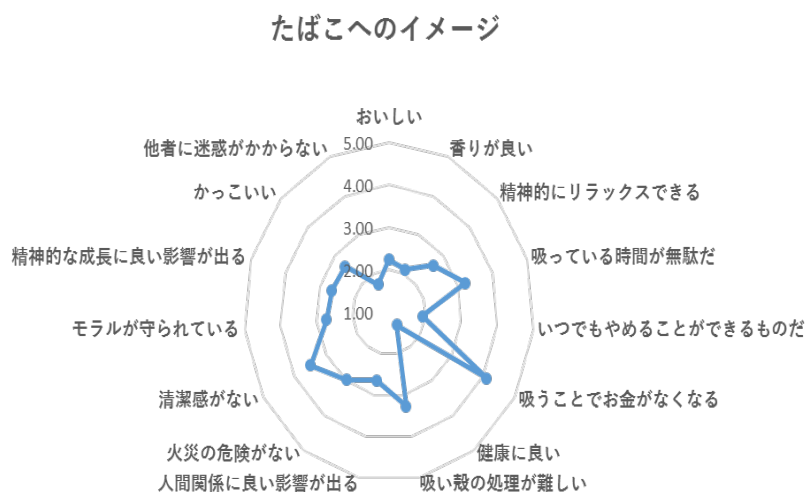 たばこへのイメージ
おいしい
5.00
他者に迷惑がかからない
香りが良い
4.00
かっこいい
精神的にリラックスできる
3.00
精神的な成長に良い影響が出る
吸っている時間が無駄だ
2.00
1.00
モラルが守られている
いつでもやめることができるものだ
清潔感がない
吸うことでお金がなくなる
火災の危険がない
健康に良い
人間関係に良い影響が出る
吸い殻の処理が難しい